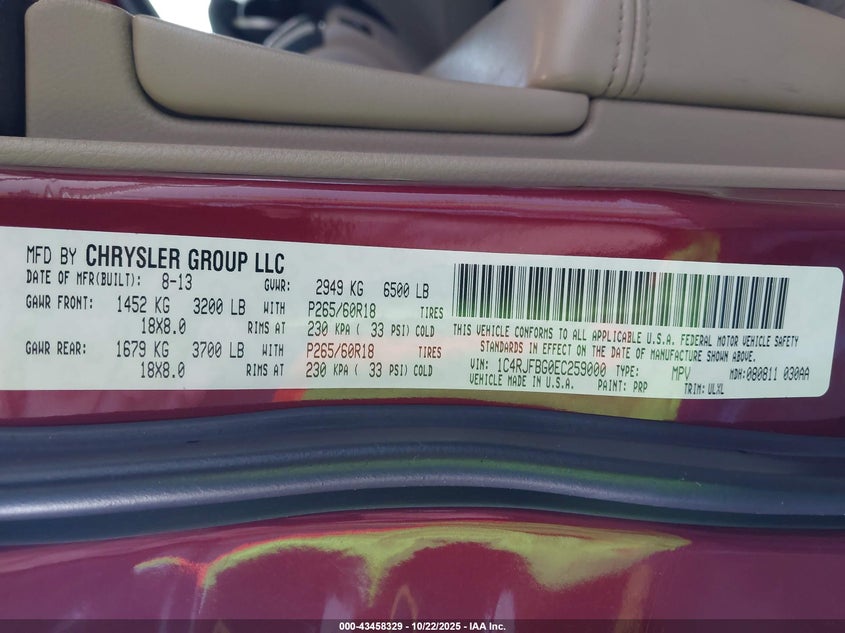 MFD BY CHRYSLER GROUP LLC
DATE OF MFR(BUILT): 8-13 GVWR: 2949 KG 6500 LB
GAWR FRONT: 1452 KG 3200 LB WITH P265/60R18 TIRES
18X8.0 RIMS AT 230 KPA ( 33 PSI) COLD
GAWR REAR: 1679 KG 3700 LB WITH P265/60R18 TIRES
18X8.0 RIMS AT 230 KPA ( 33 PSI) COLD
THIS VEHICLE CONFORMS TO ALL APPLICABLE U.S.A. FEDERAL MOTOR VEHICLE SAFETY
STANDARDS IN EFFECT ON THE DATE OF MANUFACTURE SHOWN ABOVE.
VIN: 1C4RJFBG0EC259000 TYPE: MPV MDH: 080811 030AA
VEHICLE MADE IN U.S.A. PAINT: PRP TRIM: ULXL
000-43458329 - 10/22/2025 - IAA Inc.